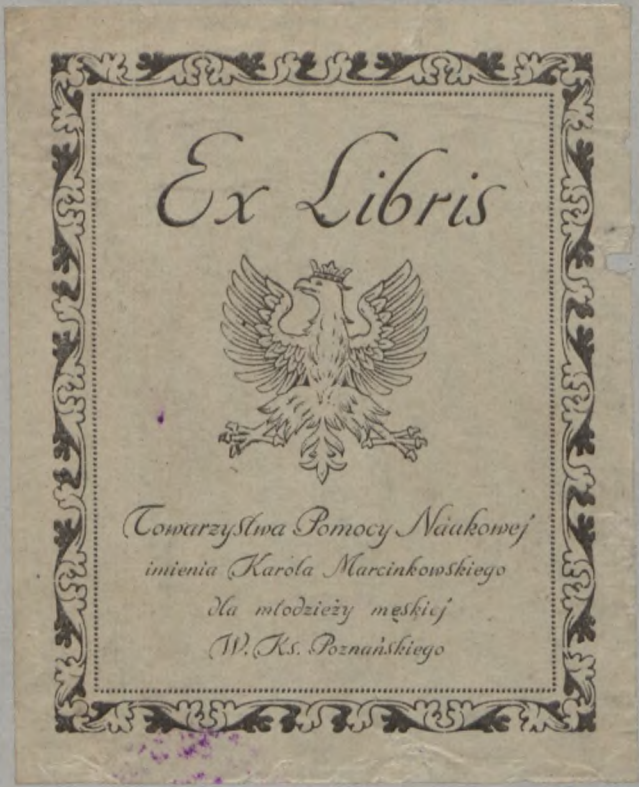 Ex Libris
Towarzystwa Pomocy Naukowej
imienia Karola Marcinkowskiego
dla młodzieży męskiej
W. Ks. Poznańskiego